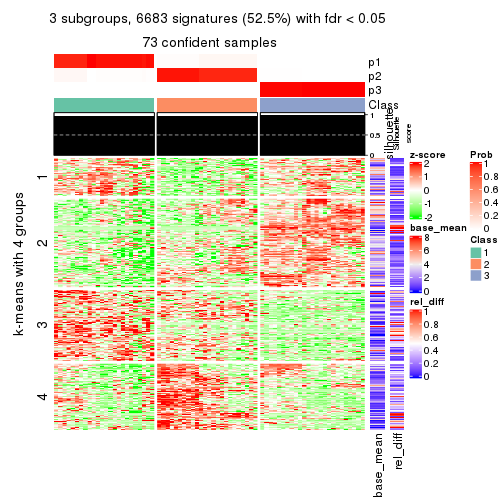 3 subgroups, 6683 signatures (52.5%) with fdr < 0.05
73 confident samples
p1
p2
p3
Class
silhouette
Silhouette
score
1
0.5
0
k-means with 4 groups
1
2
3
4
base_mean
rel_diff
z-score
2
1
0
-1
-2
base_mean
8
6
4
2
0
rel_diff
1
0.8
0.6
0.4
0.2
0
Prob
1
0.8
0.6
0.4
0.2
0
Class
1
2
3